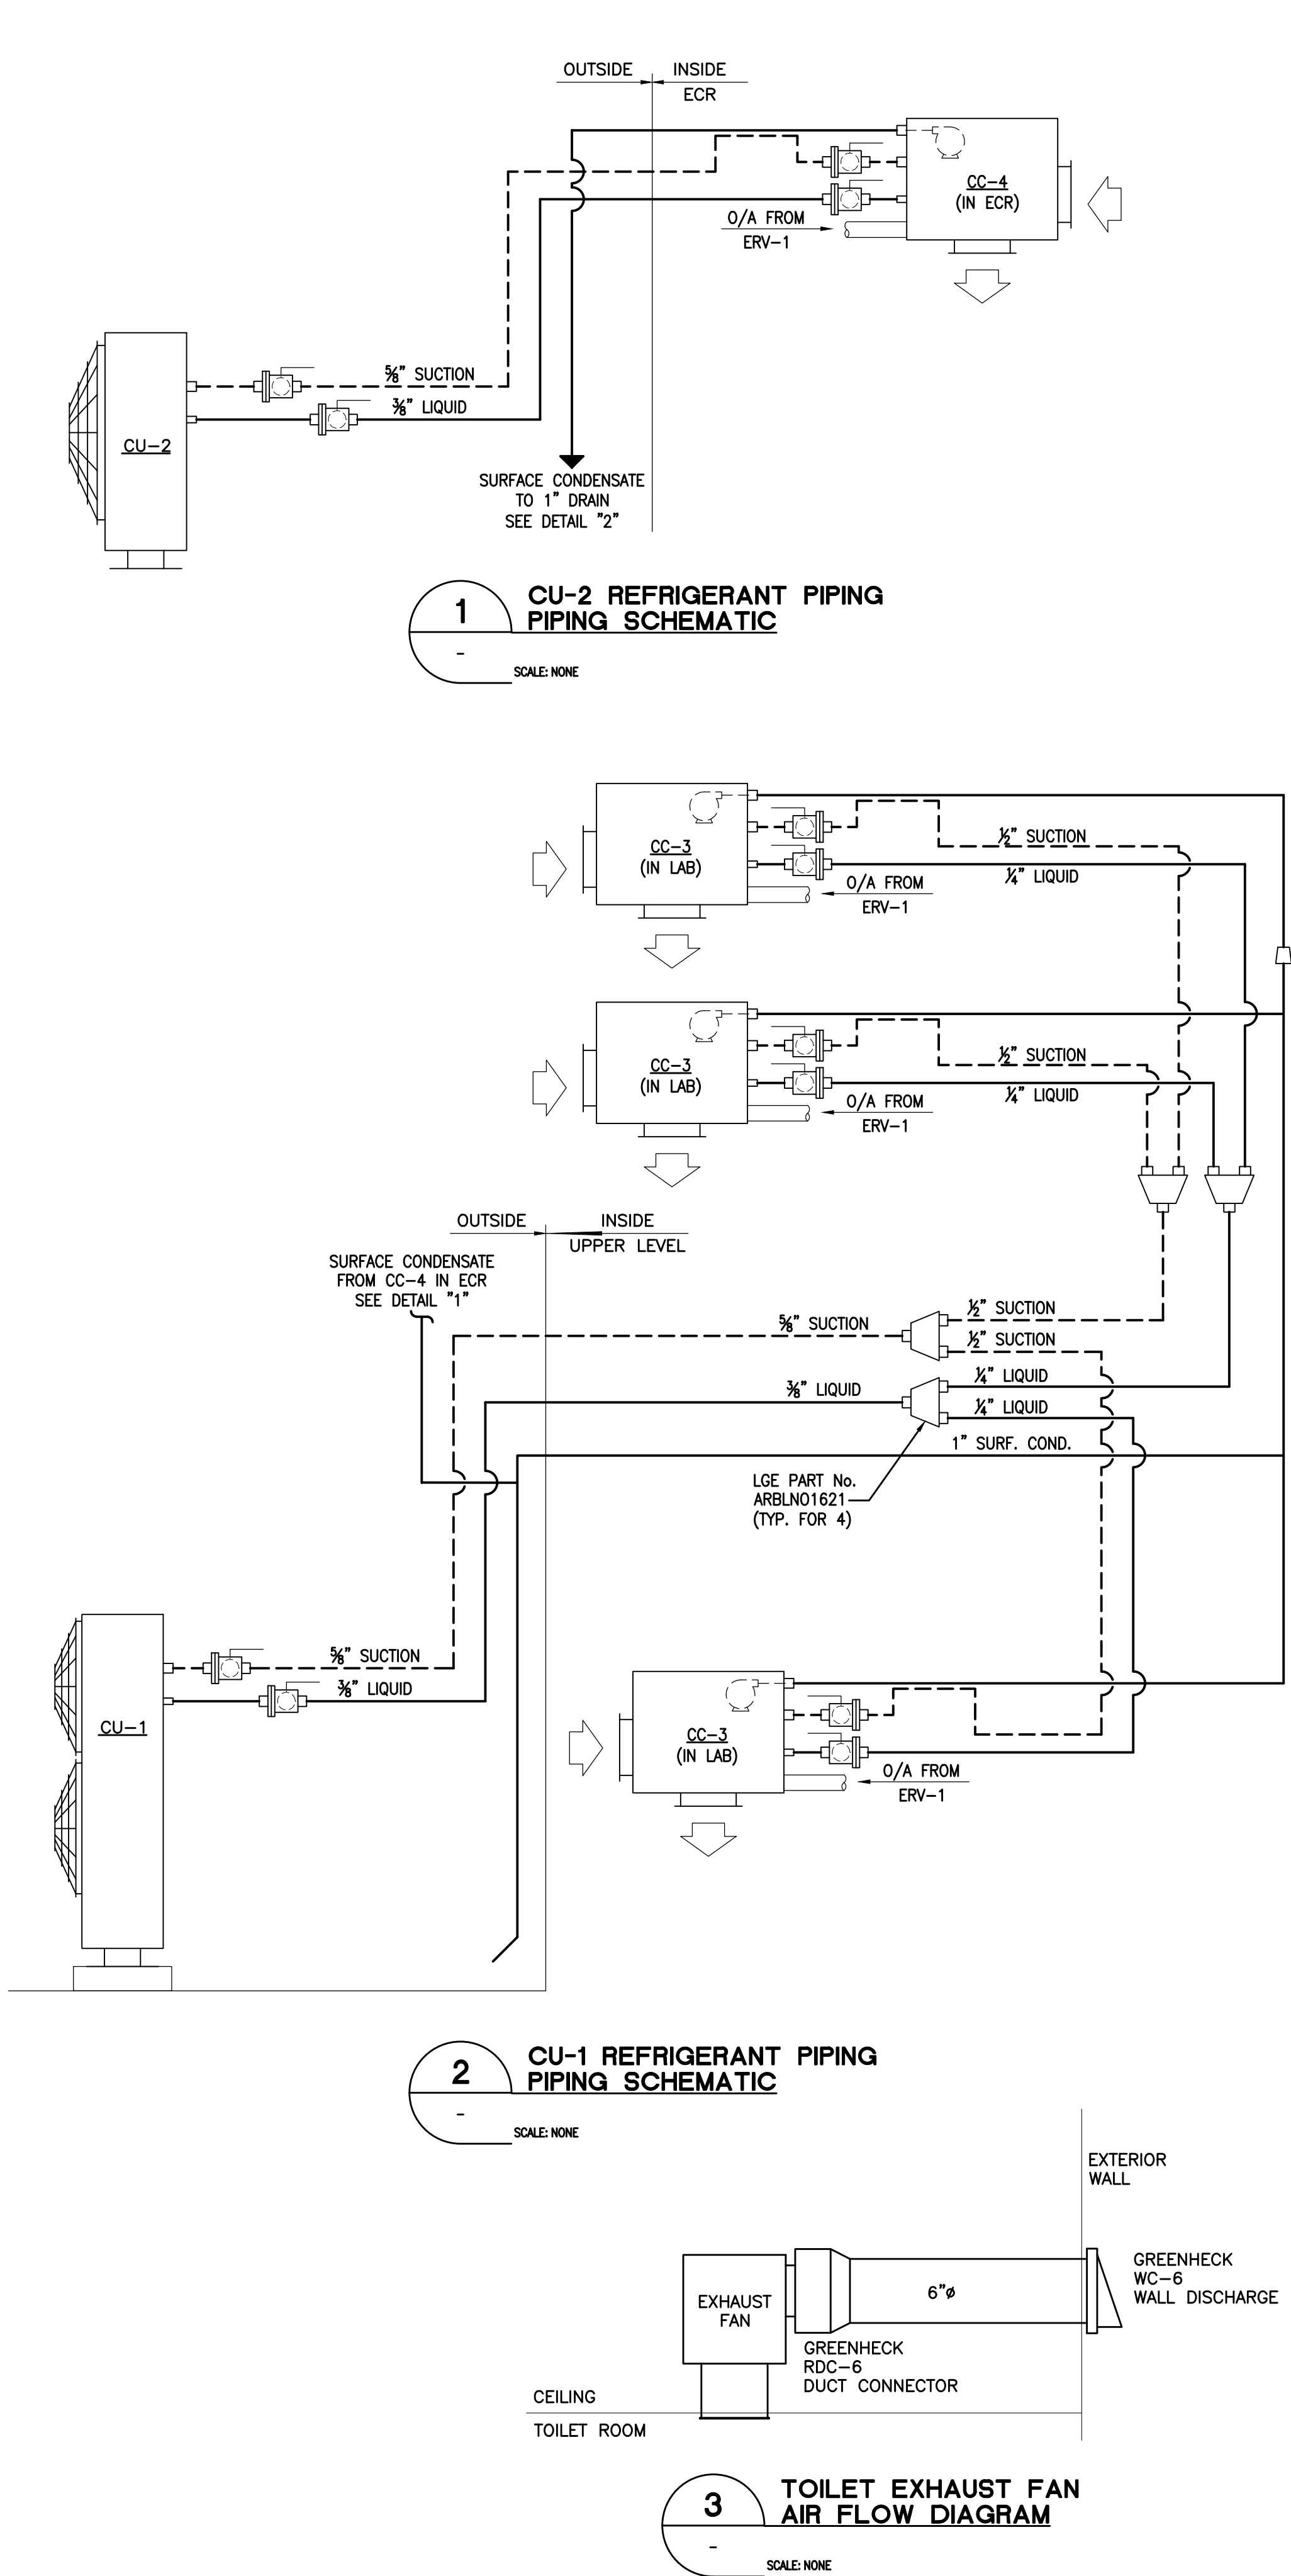 OUTSIDE INSIDE
ECR
CC-4
(IN ECR)
O/A FROM
ERV-1
⅝" SUCTION
⅜" LIQUID
CU-2
SURFACE CONDENSATE
TO 1" DRAIN
SEE DETAIL "2"
1
CU-2 REFRIGERANT PIPING
PIPING SCHEMATIC
-
SCALE: NONE
CC-3
(IN LAB)
½" SUCTION
¼" LIQUID
O/A FROM
ERV-1
CC-3
(IN LAB)
½" SUCTION
¼" LIQUID
O/A FROM
ERV-1
OUTSIDE INSIDE
UPPER LEVEL
SURFACE CONDENSATE
FROM CC-4 IN ECR
SEE DETAIL "1"
⅝" SUCTION
½" SUCTION
½" SUCTION
⅜" LIQUID
¼" LIQUID
¼" LIQUID
1" SURF. COND.
LGE PART No.
ARBLN01621
(TYP. FOR 4)
⅝" SUCTION
⅜" LIQUID
CU-1
CC-3
(IN LAB)
O/A FROM
ERV-1
2
CU-1 REFRIGERANT PIPING
PIPING SCHEMATIC
-
SCALE: NONE
EXTERIOR
WALL
EXHAUST
FAN
6"ø
GREENHECK
WC-6
WALL DISCHARGE
GREENHECK
RDC-6
DUCT CONNECTOR
CEILING
TOILET ROOM
3
TOILET EXHAUST FAN
AIR FLOW DIAGRAM
-
SCALE: NONE